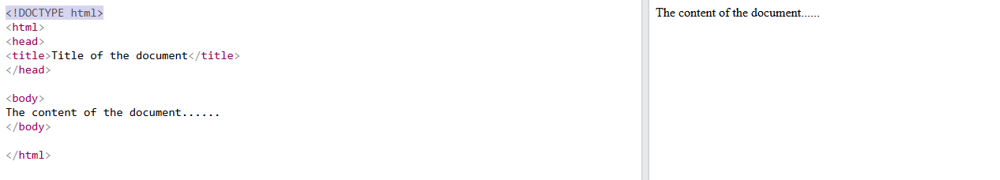 <!DOCTYPE html>
<html>
<head>
<title>Title of the document</title>
</head>
<body>
The content of the document......
</body>
</html>
The content of the document......